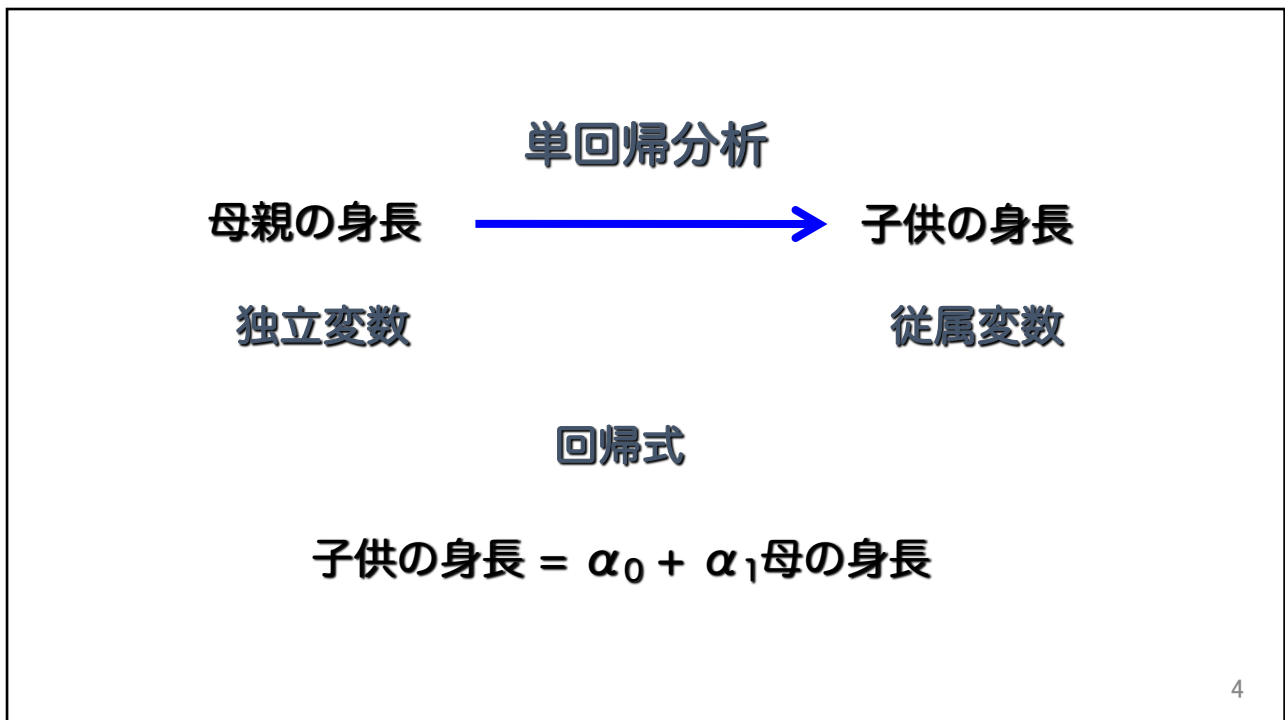 単回帰分析
母親の身長 子供の身長
独立変数 従属変数
回帰式
子供の身長 = α₀ + α₁母の身長
4